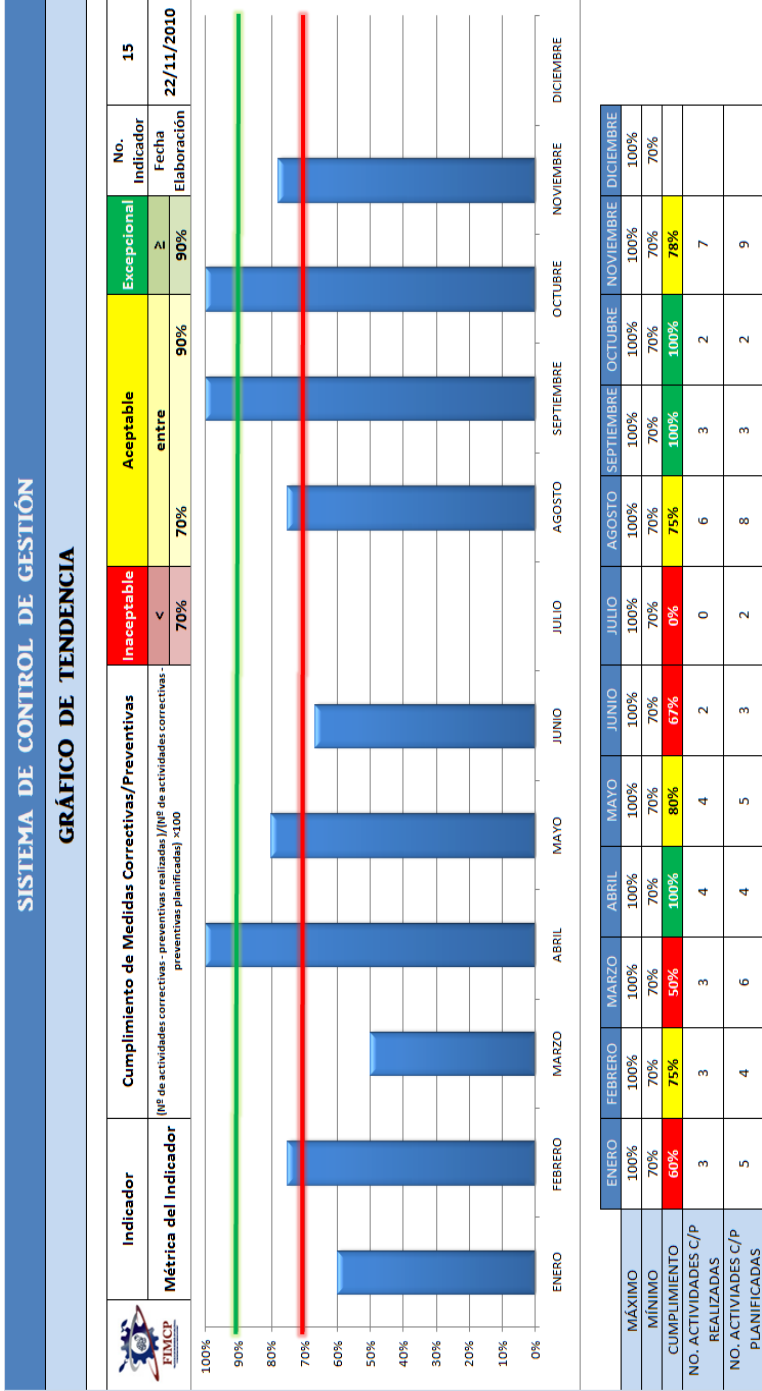 SISTEMA DE CONTROL DE GESTIÓN
GRÁFICO DE TENDENCIA
FIMCP
Indicador
Cumplimiento de Medidas Correctivas/Preventivas
Inaceptable
Aceptable
Excepcional
No. Indicador
15
Métrica del Indicador
(Nº de actividades correctivas - preventivas realizadas )/(Nº de actividades correctivas -
preventivas planificadas) ×100
< 70%
entre
70% 90%
≥ 90%
Fecha Elaboración
22/11/2010
100%
90%
80%
70%
60%
50%
40%
30%
20%
10%
0%
ENERO FEBRERO MARZO ABRIL MAYO JUNIO JULIO AGOSTO SEPTIEMBRE OCTUBRE NOVIEMBRE DICIEMBRE
ENERO FEBRERO MARZO ABRIL MAYO JUNIO JULIO AGOSTO SEPTIEMBRE OCTUBRE NOVIEMBRE DICIEMBRE
MÁXIMO 100% 100% 100% 100% 100% 100% 100% 100% 100% 100% 100% 100%
MÍNIMO 70% 70% 70% 70% 70% 70% 70% 70% 70% 70% 70% 70%
CUMPLIMIENTO 60% 75% 50% 100% 80% 67% 0% 75% 100% 100% 78%
NO. ACTIVIDADES C/P
REALIZADAS 3 3 3 4 4 2 0 6 3 2 7
NO. ACTIVIADES C/P
PLANIFICADAS 5 4 6 4 5 3 2 8 3 2 9